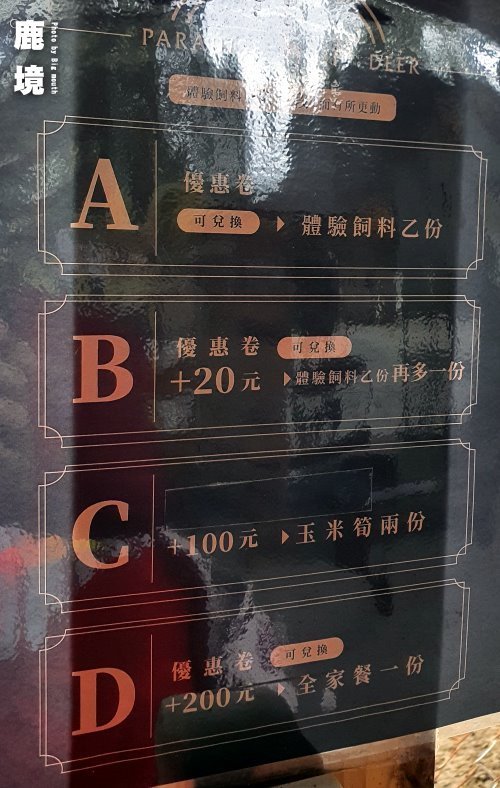 鹿境
Photo by Big mouth
DEER
體驗飼料
所更動
A
優惠卷
可兌換
體驗飼料乙份
B
優惠卷 可兌換
+20元 體驗飼料乙份再多一份
C
+100元 玉米筍兩份
D
優惠卷 可兌換
+200元 全家餐一份